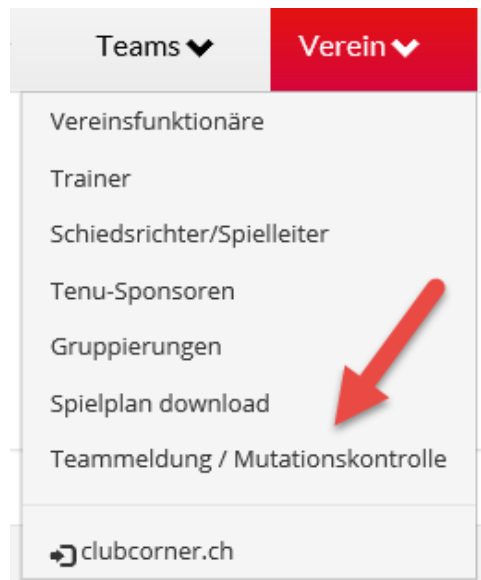 Teams Verein
Vereinsfunktionäre
Trainer
Schiedsrichter/Spielleiter
Tenu-Sponsoren
Gruppierungen
Spielplan download
Teammeldung / Mutationskontrolle
clubcorner.ch